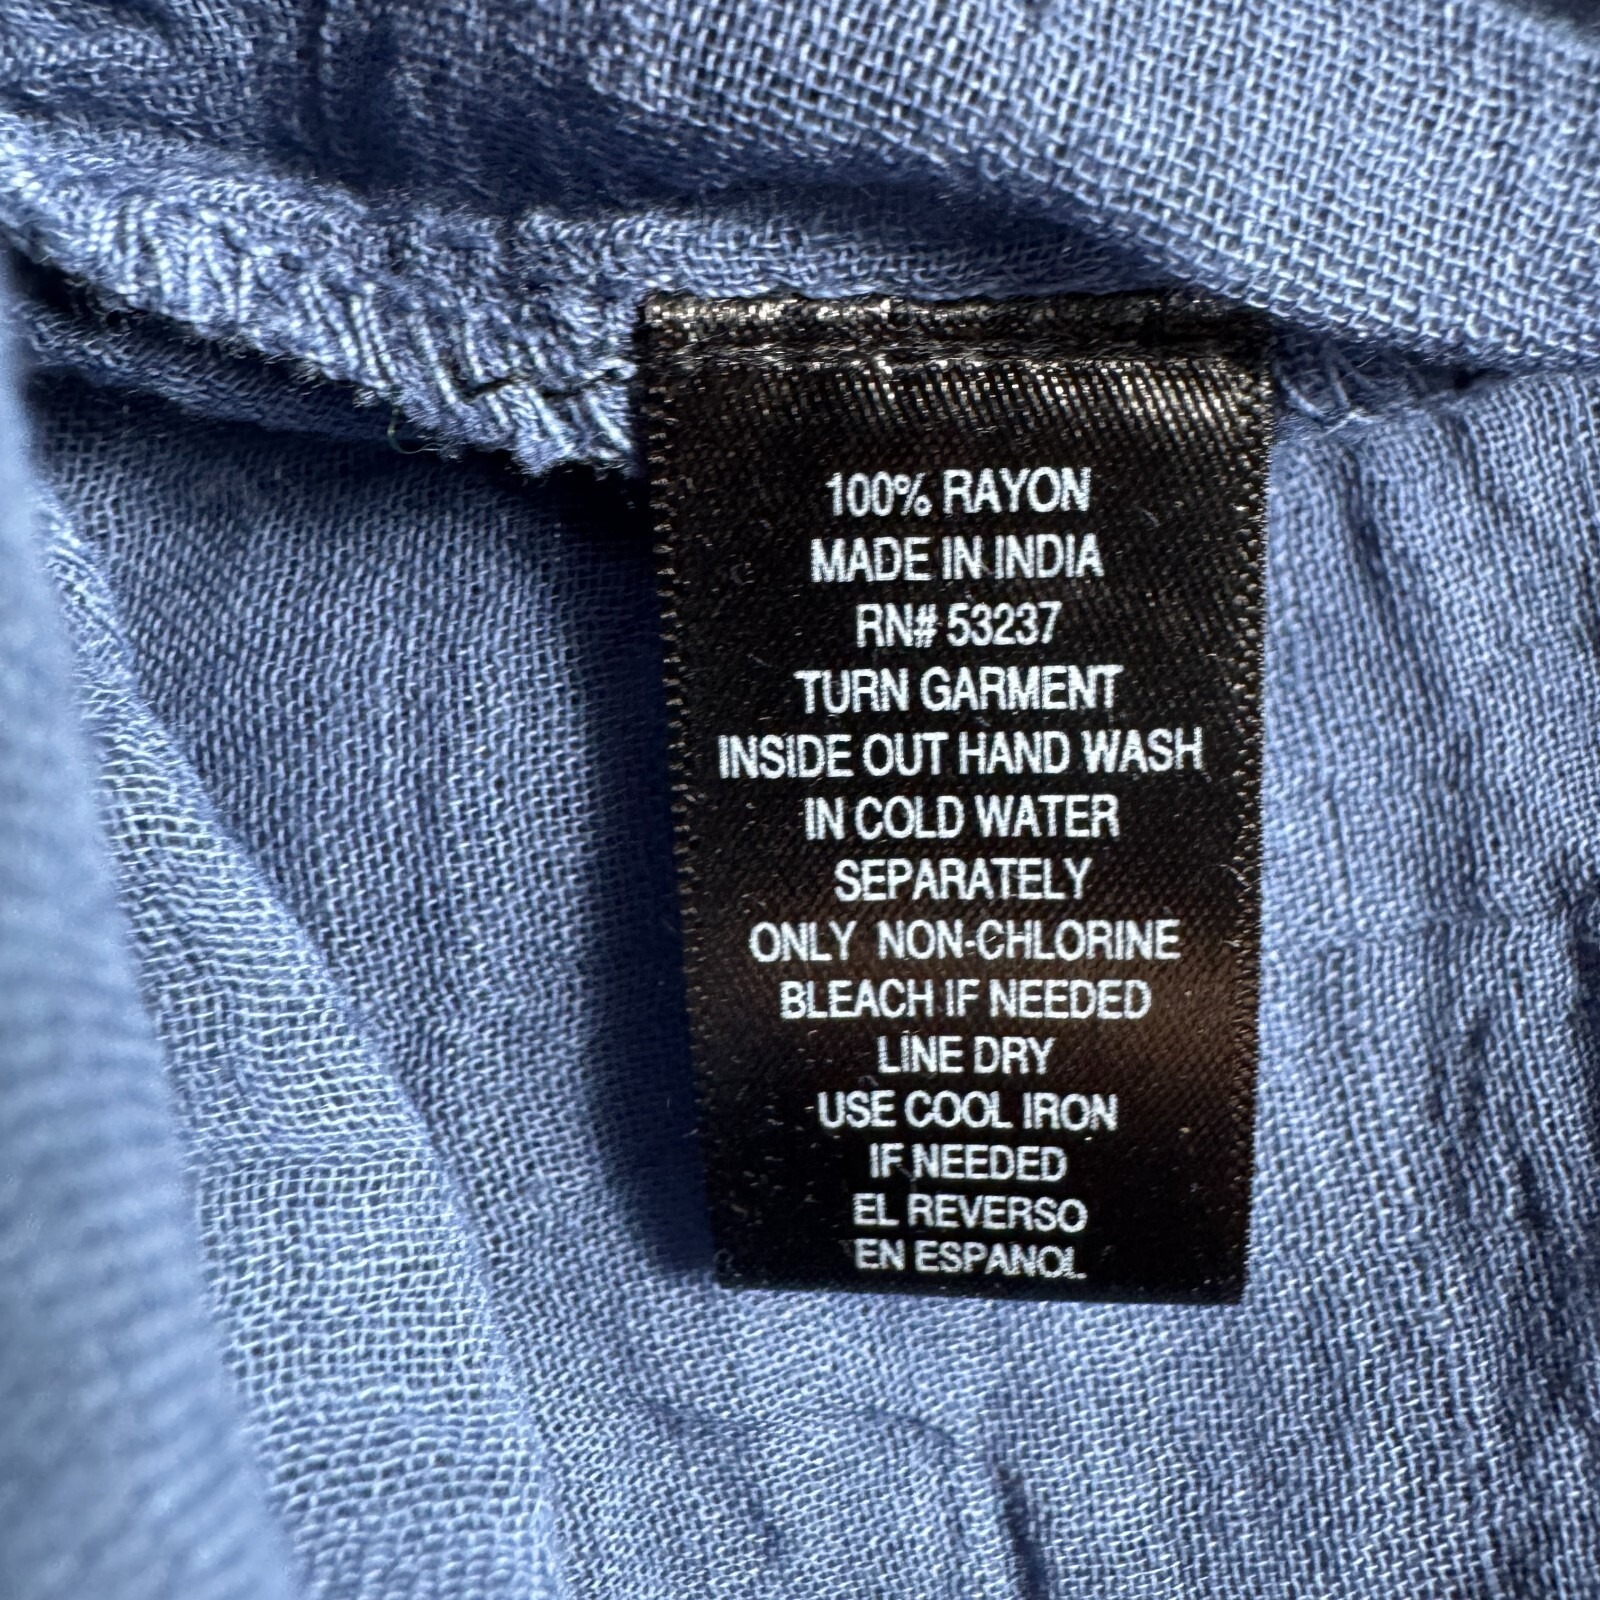 100% RAYON
MADE IN INDIA
RN# 53237
TURN GARMENT
INSIDE OUT HAND WASH
IN COLD WATER
SEPARATELY
ONLY NON-CHLORINE
BLEACH IF NEEDED
LINE DRY
USE COOL IRON
IF NEEDED
EL REVERSO
EN ESPANOL